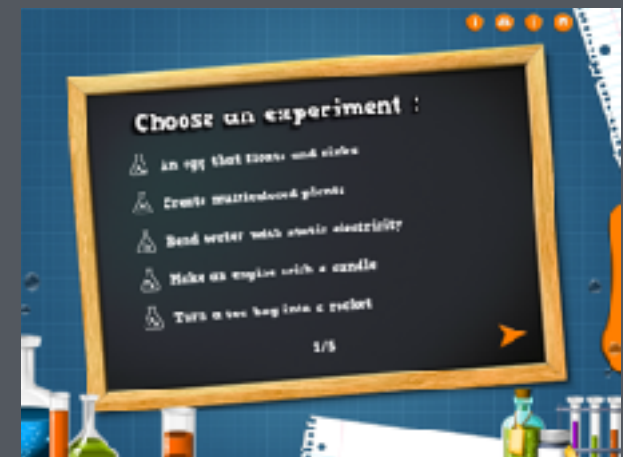 Choose an experiment :
An egg that floats and sinks
Create multicolored plants
Bend water with static electricity
Make an engine with a candle
Turn a tea bag into a rocket
1/5